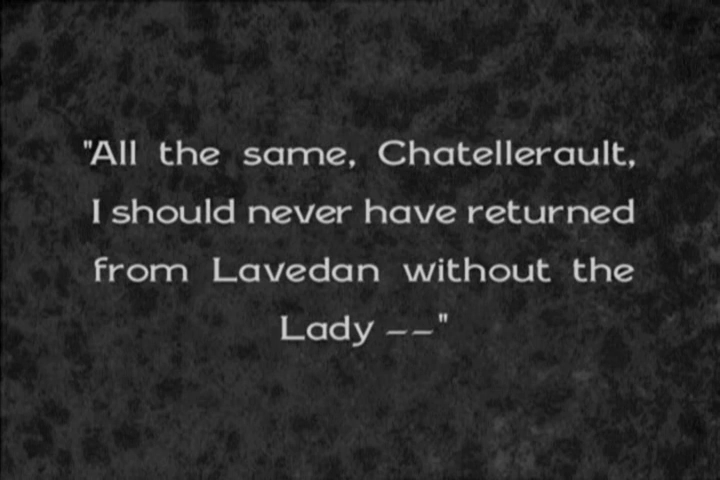 "All the same, Chatellerault,
I should never have returned
from Lavedan without the
Lady --"